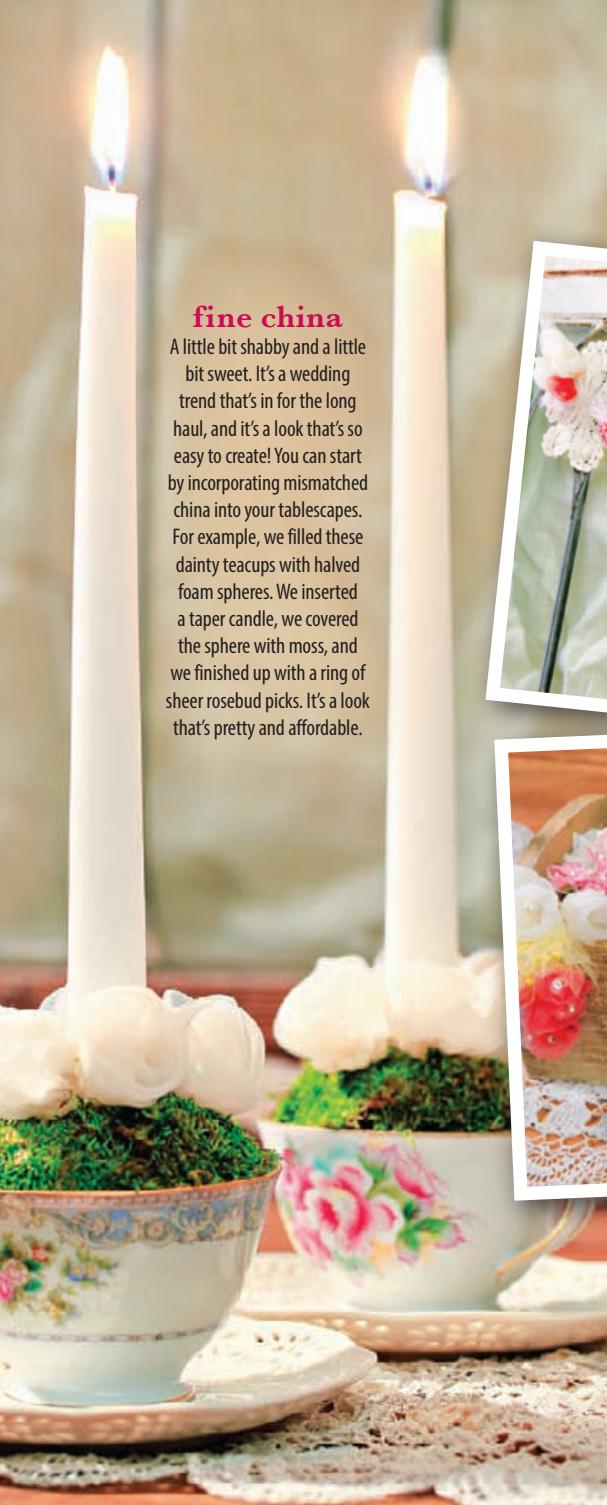 fine china
A little bit shabby and a little
bit sweet. It’s a wedding
trend that’s in for the long
haul, and it’s a look that’s so
easy to create! You can start
by incorporating mismatched
china into your tablescapes.
For example, we filled these
dainty teacups with halved
foam spheres. We inserted
a taper candle, we covered
the sphere with moss, and
we finished up with a ring of
sheer rosebud picks. It’s a look
that’s pretty and affordable.